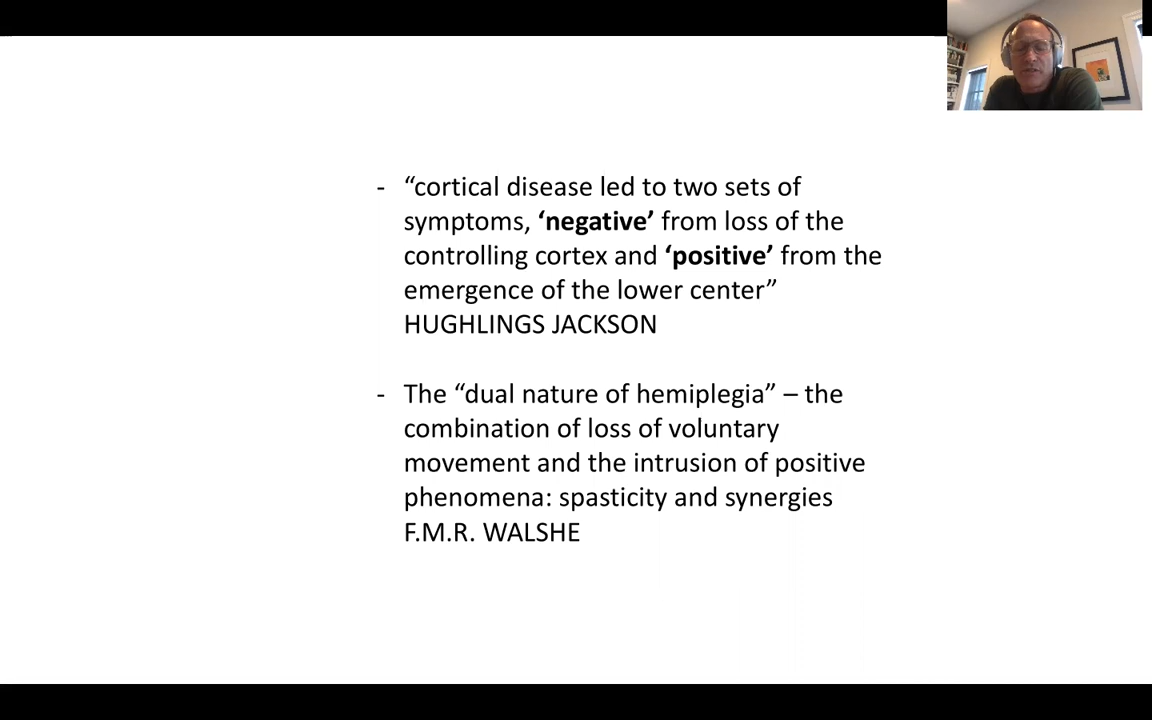 - “cortical disease led to two sets of
symptoms, ‘negative’ from loss of the
controlling cortex and ‘positive’ from the
emergence of the lower center”
HUGHLINGS JACKSON
- The “dual nature of hemiplegia” – the
combination of loss of voluntary
movement and the intrusion of positive
phenomena: spasticity and synergies
F.M.R. WALSHE